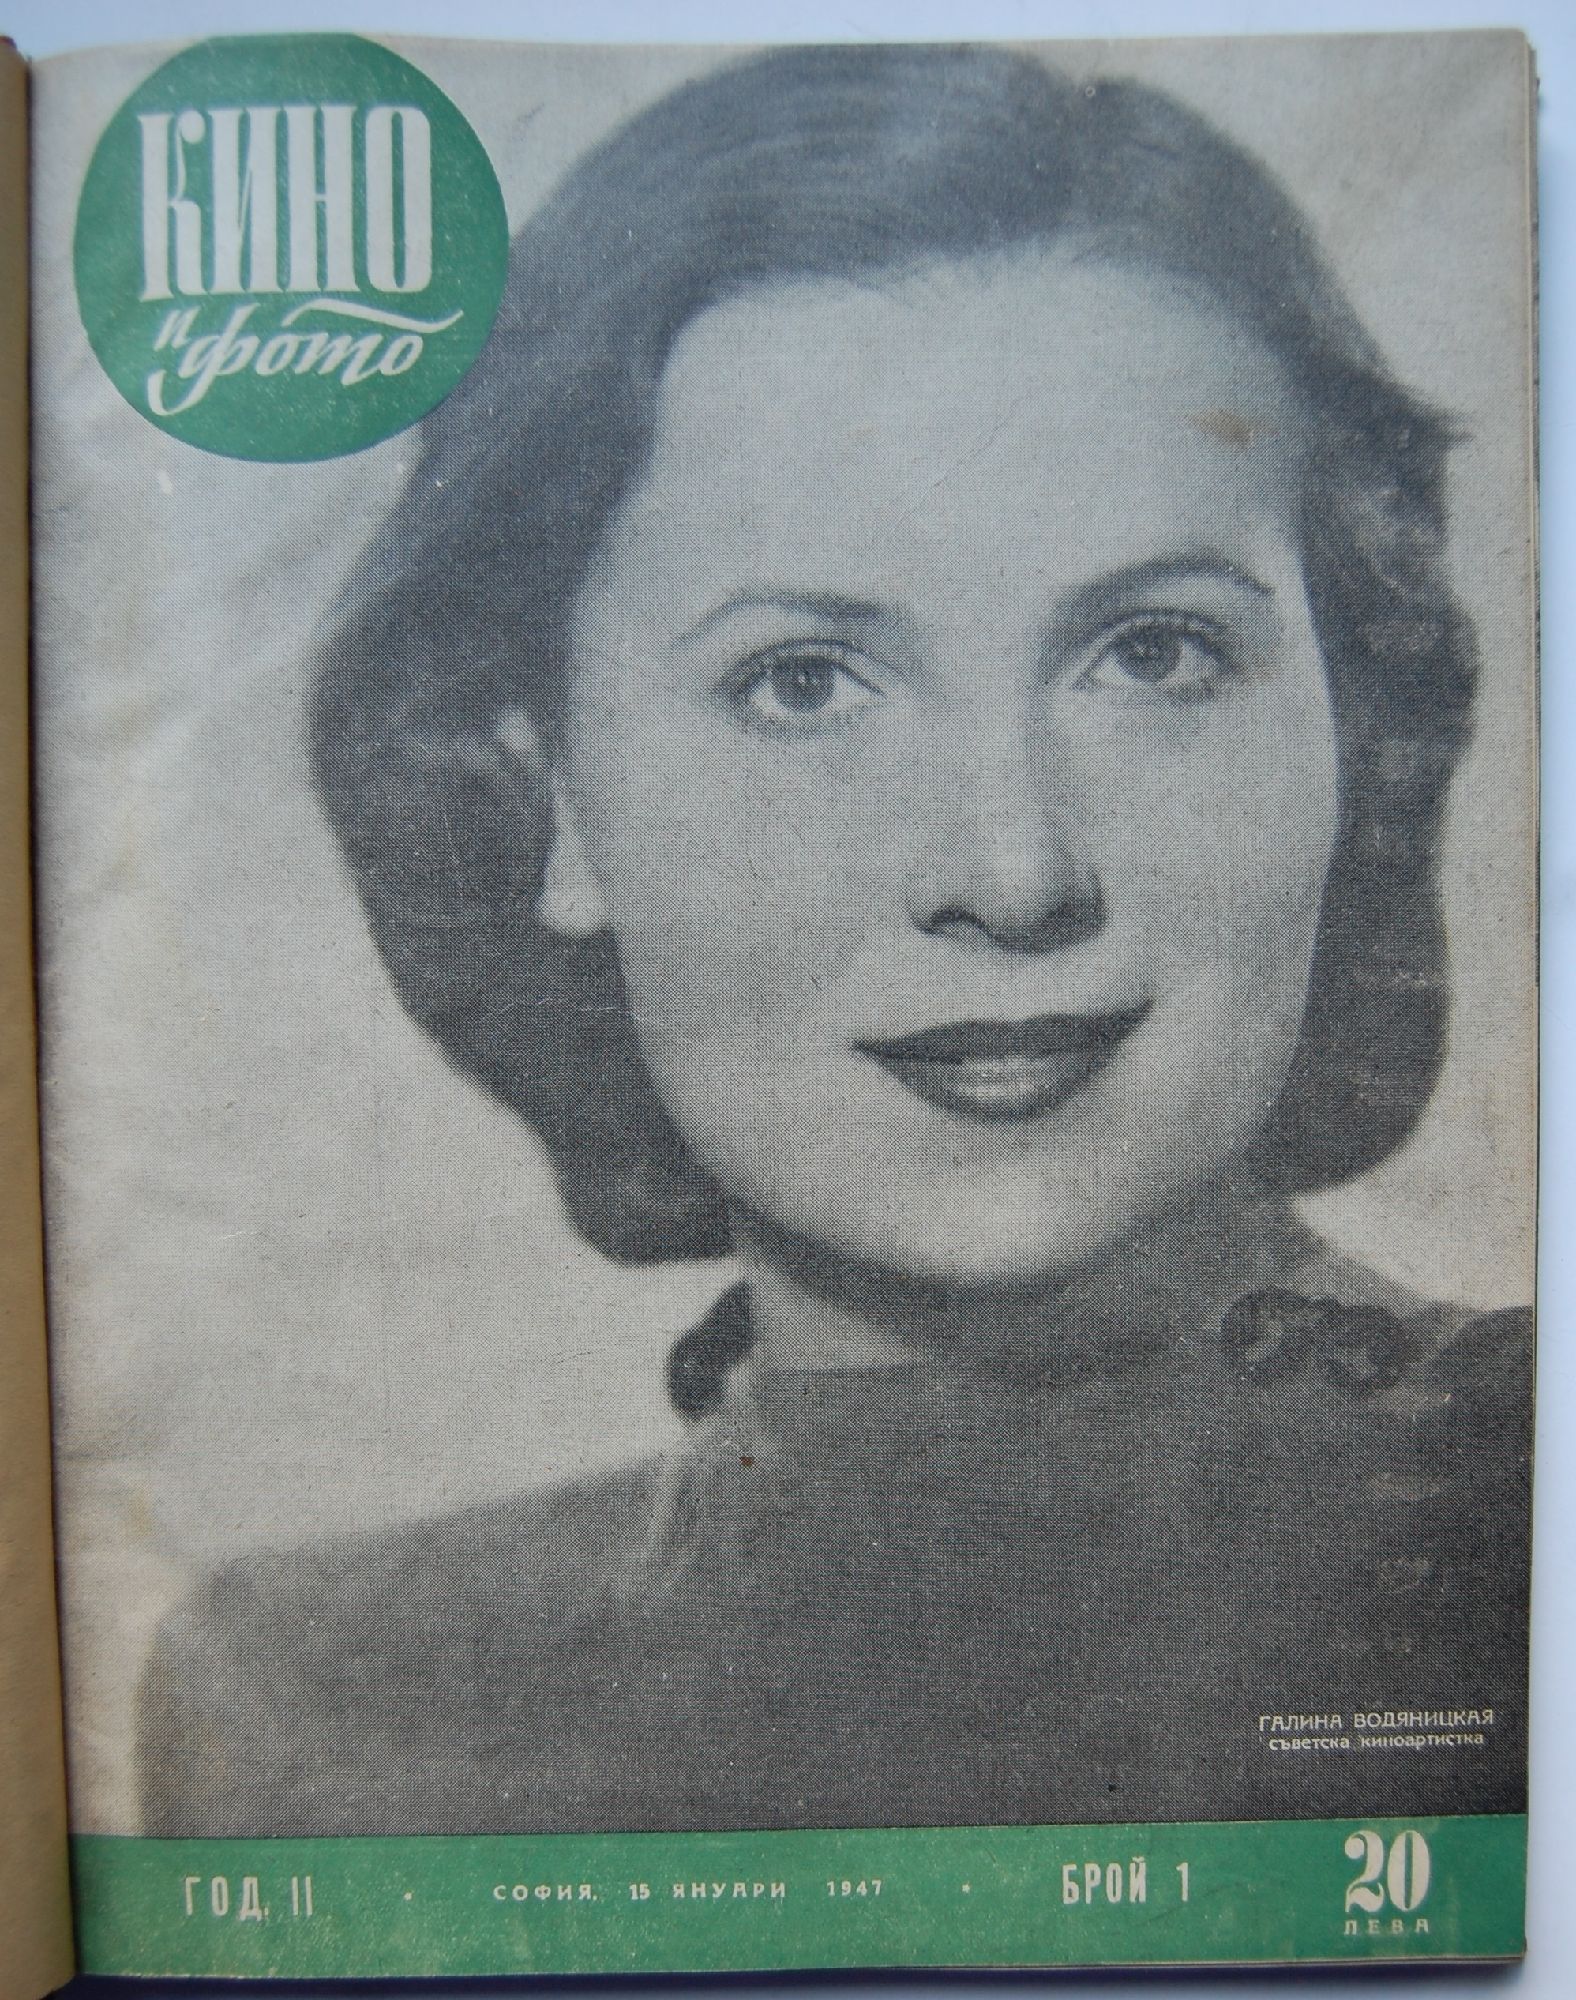 КИНО
и фото
ГАЛИНА ВОДЯНИЦКАЯ
съветска киноартистка
ГОД. II • СОФИЯ, 15 ЯНУАРИ 1947 • БРОЙ 1 20
ЛЕВА